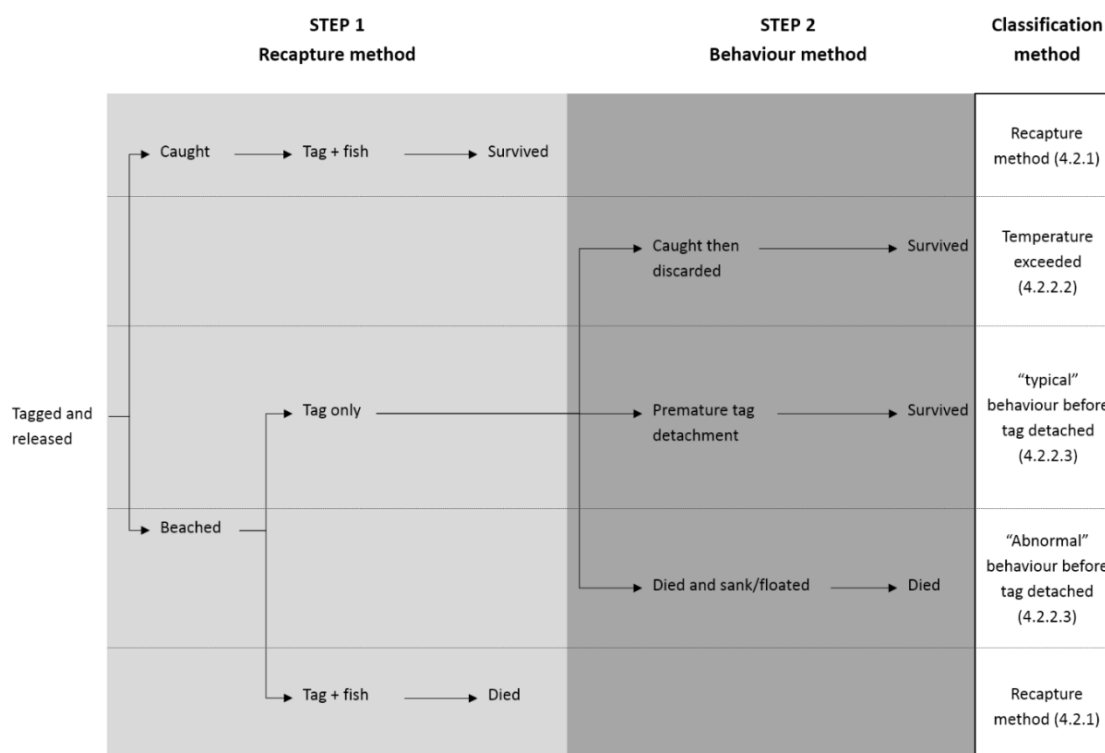 STEP 1
Recapture method
STEP 2
Behaviour method
Classification
method
Caught
Tag + fish
Survived
Recapture
method (4.2.1)
Caught then
discarded
Survived
Temperature
exceeded
(4.2.2.2)
Tagged and
released
Tag only
Premature tag
detachment
Survived
“typical”
behaviour before
tag detached
(4.2.2.3)
Beached
Died and sank/floated
Died
“Abnormal”
behaviour before
tag detached
(4.2.2.3)
Tag + fish
Died
Recapture
method (4.2.1)